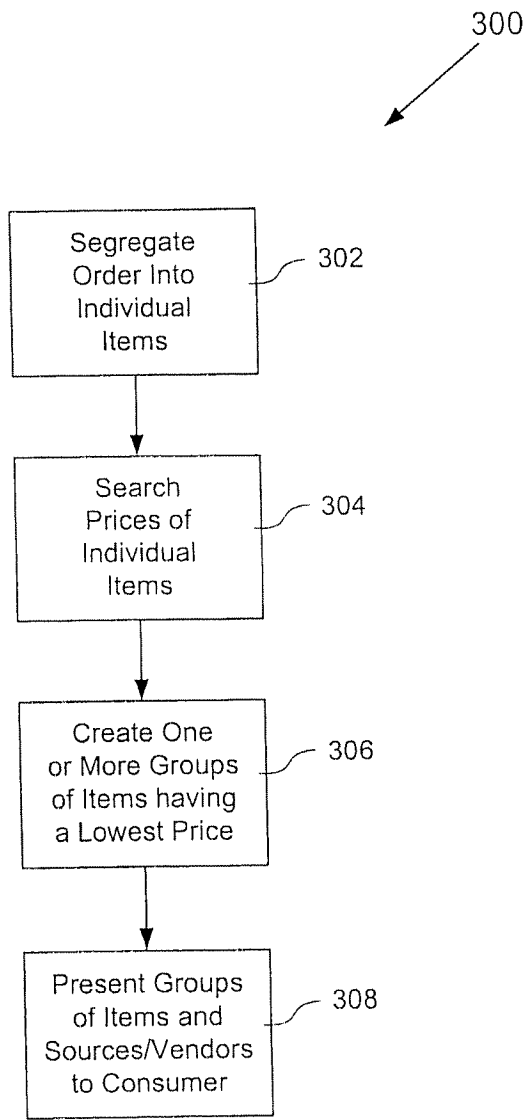 300
Segregate
Order Into
Individual
Items
302
Search
Prices of
Individual
Items
304
Create One
or More Groups
of Items having
a Lowest Price
306
Present Groups
of Items and
Sources/Vendors
to Consumer
308